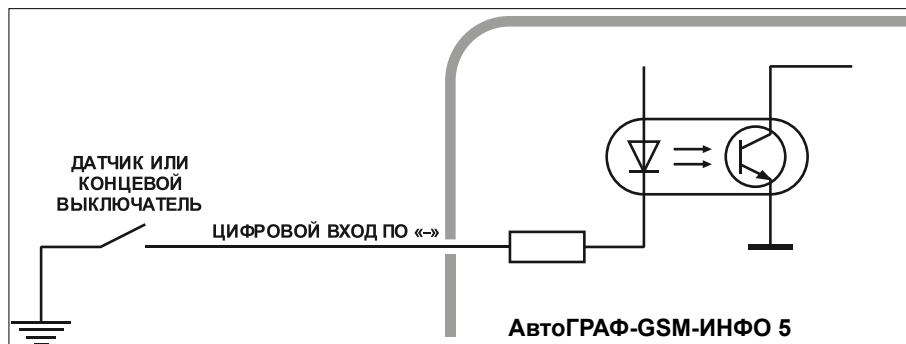 ДАТЧИК ИЛИ
КОНЦЕВОЙ
ВЫКЛЮЧАТЕЛЬ
ЦИФРОВОЙ ВХОД ПО «–»
АвтоГРАФ-GSM-ИНФО 5